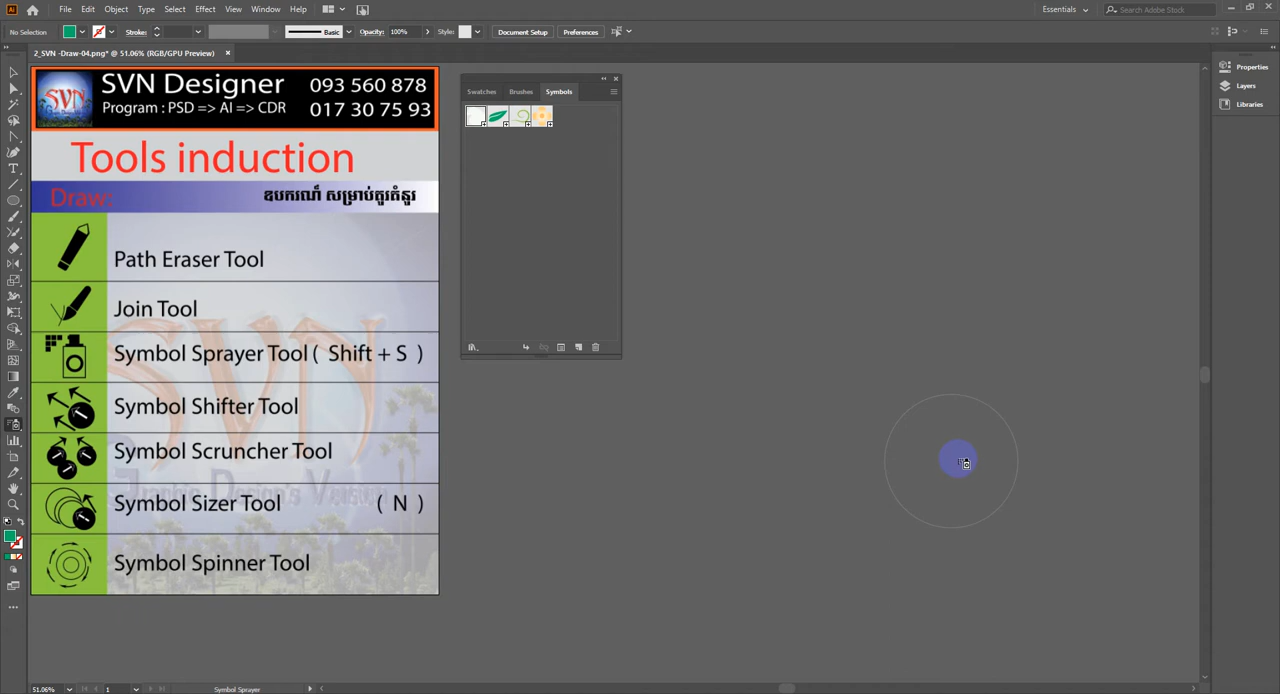 Ai File Edit Object Type Select Effect View Window Help Essentials Search Adobe Stock
No Selection Stroke: Basic Opacity: 100% Style: Document Setup Preferences
2_SVN -Draw-04.png* @ 51.06% (RGB/GPU Preview)
SVN Designer 093 560 878
Program : PSD => AI => CDR 017 30 75 93
Tools induction
Draw: ឧបករណ៏ សម្រាប់គូរគំនូរ
Path Eraser Tool
Join Tool
Symbol Sprayer Tool ( Shift + S )
Symbol Shifter Tool
Symbol Scruncher Tool
Symbol Sizer Tool ( N )
Symbol Spinner Tool
SVN
Swatches Brushes Symbols
Properties
Layers
Libraries
51.06% 1 Symbol Sprayer